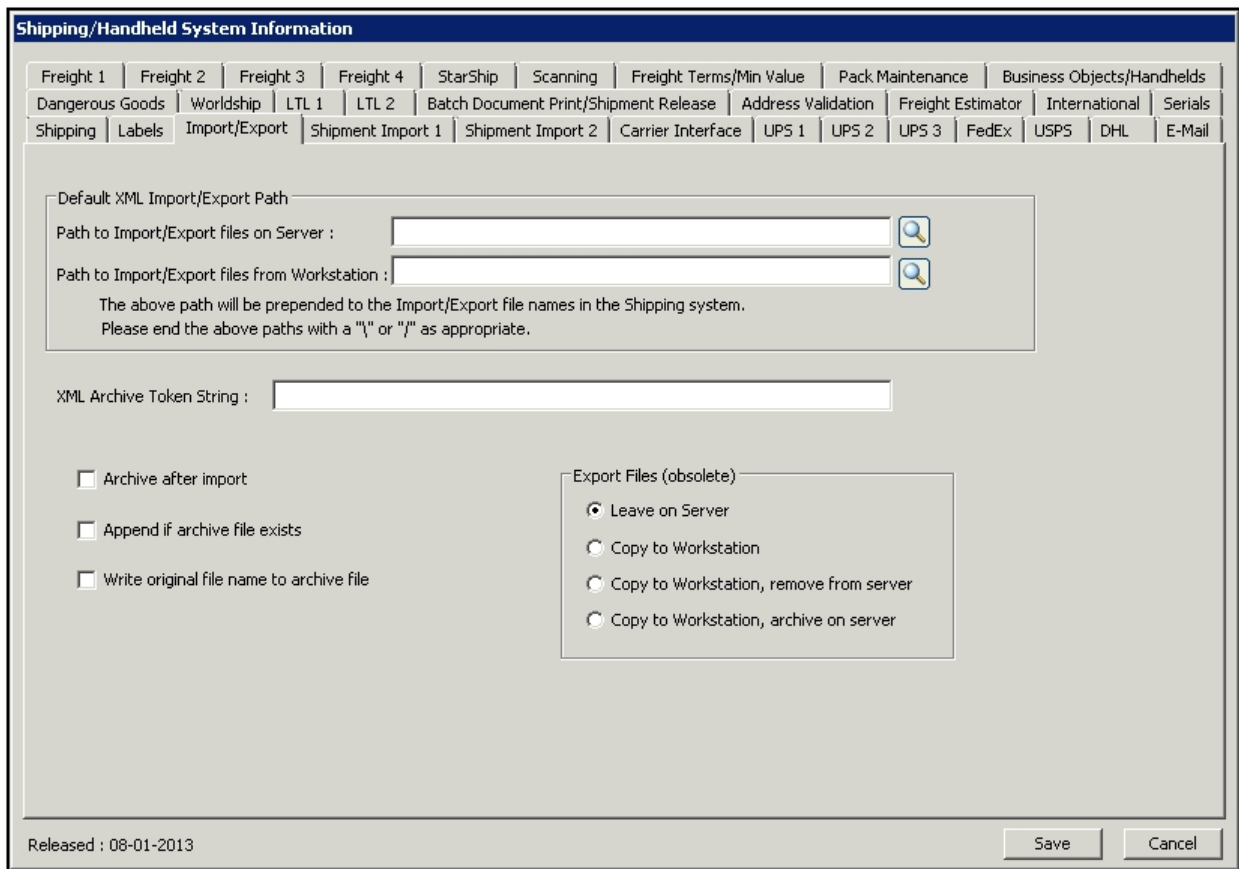 Shipping/Handheld System Information
Freight 1 Freight 2 Freight 3 Freight 4 StarShip Scanning Freight Terms/Min Value Pack Maintenance Business Objects/Handhelds
Dangerous Goods Worldship LTL 1 LTL 2 Batch Document Print/Shipment Release Address Validation Freight Estimator International Serials
Shipping Labels Import/Export Shipment Import 1 Shipment Import 2 Carrier Interface UPS 1 UPS 2 UPS 3 FedEx USPS DHL E-Mail
Default XML Import/Export Path
Path to Import/Export files on Server :
Path to Import/Export files from Workstation :
The above path will be prepended to the Import/Export file names in the Shipping system.
Please end the above paths with a "\" or "/" as appropriate.
XML Archive Token String :
Archive after import
Append if archive file exists
Write original file name to archive file
Export Files (obsolete)
Leave on Server
Copy to Workstation
Copy to Workstation, remove from server
Copy to Workstation, archive on server
Released : 08-01-2013
Save Cancel